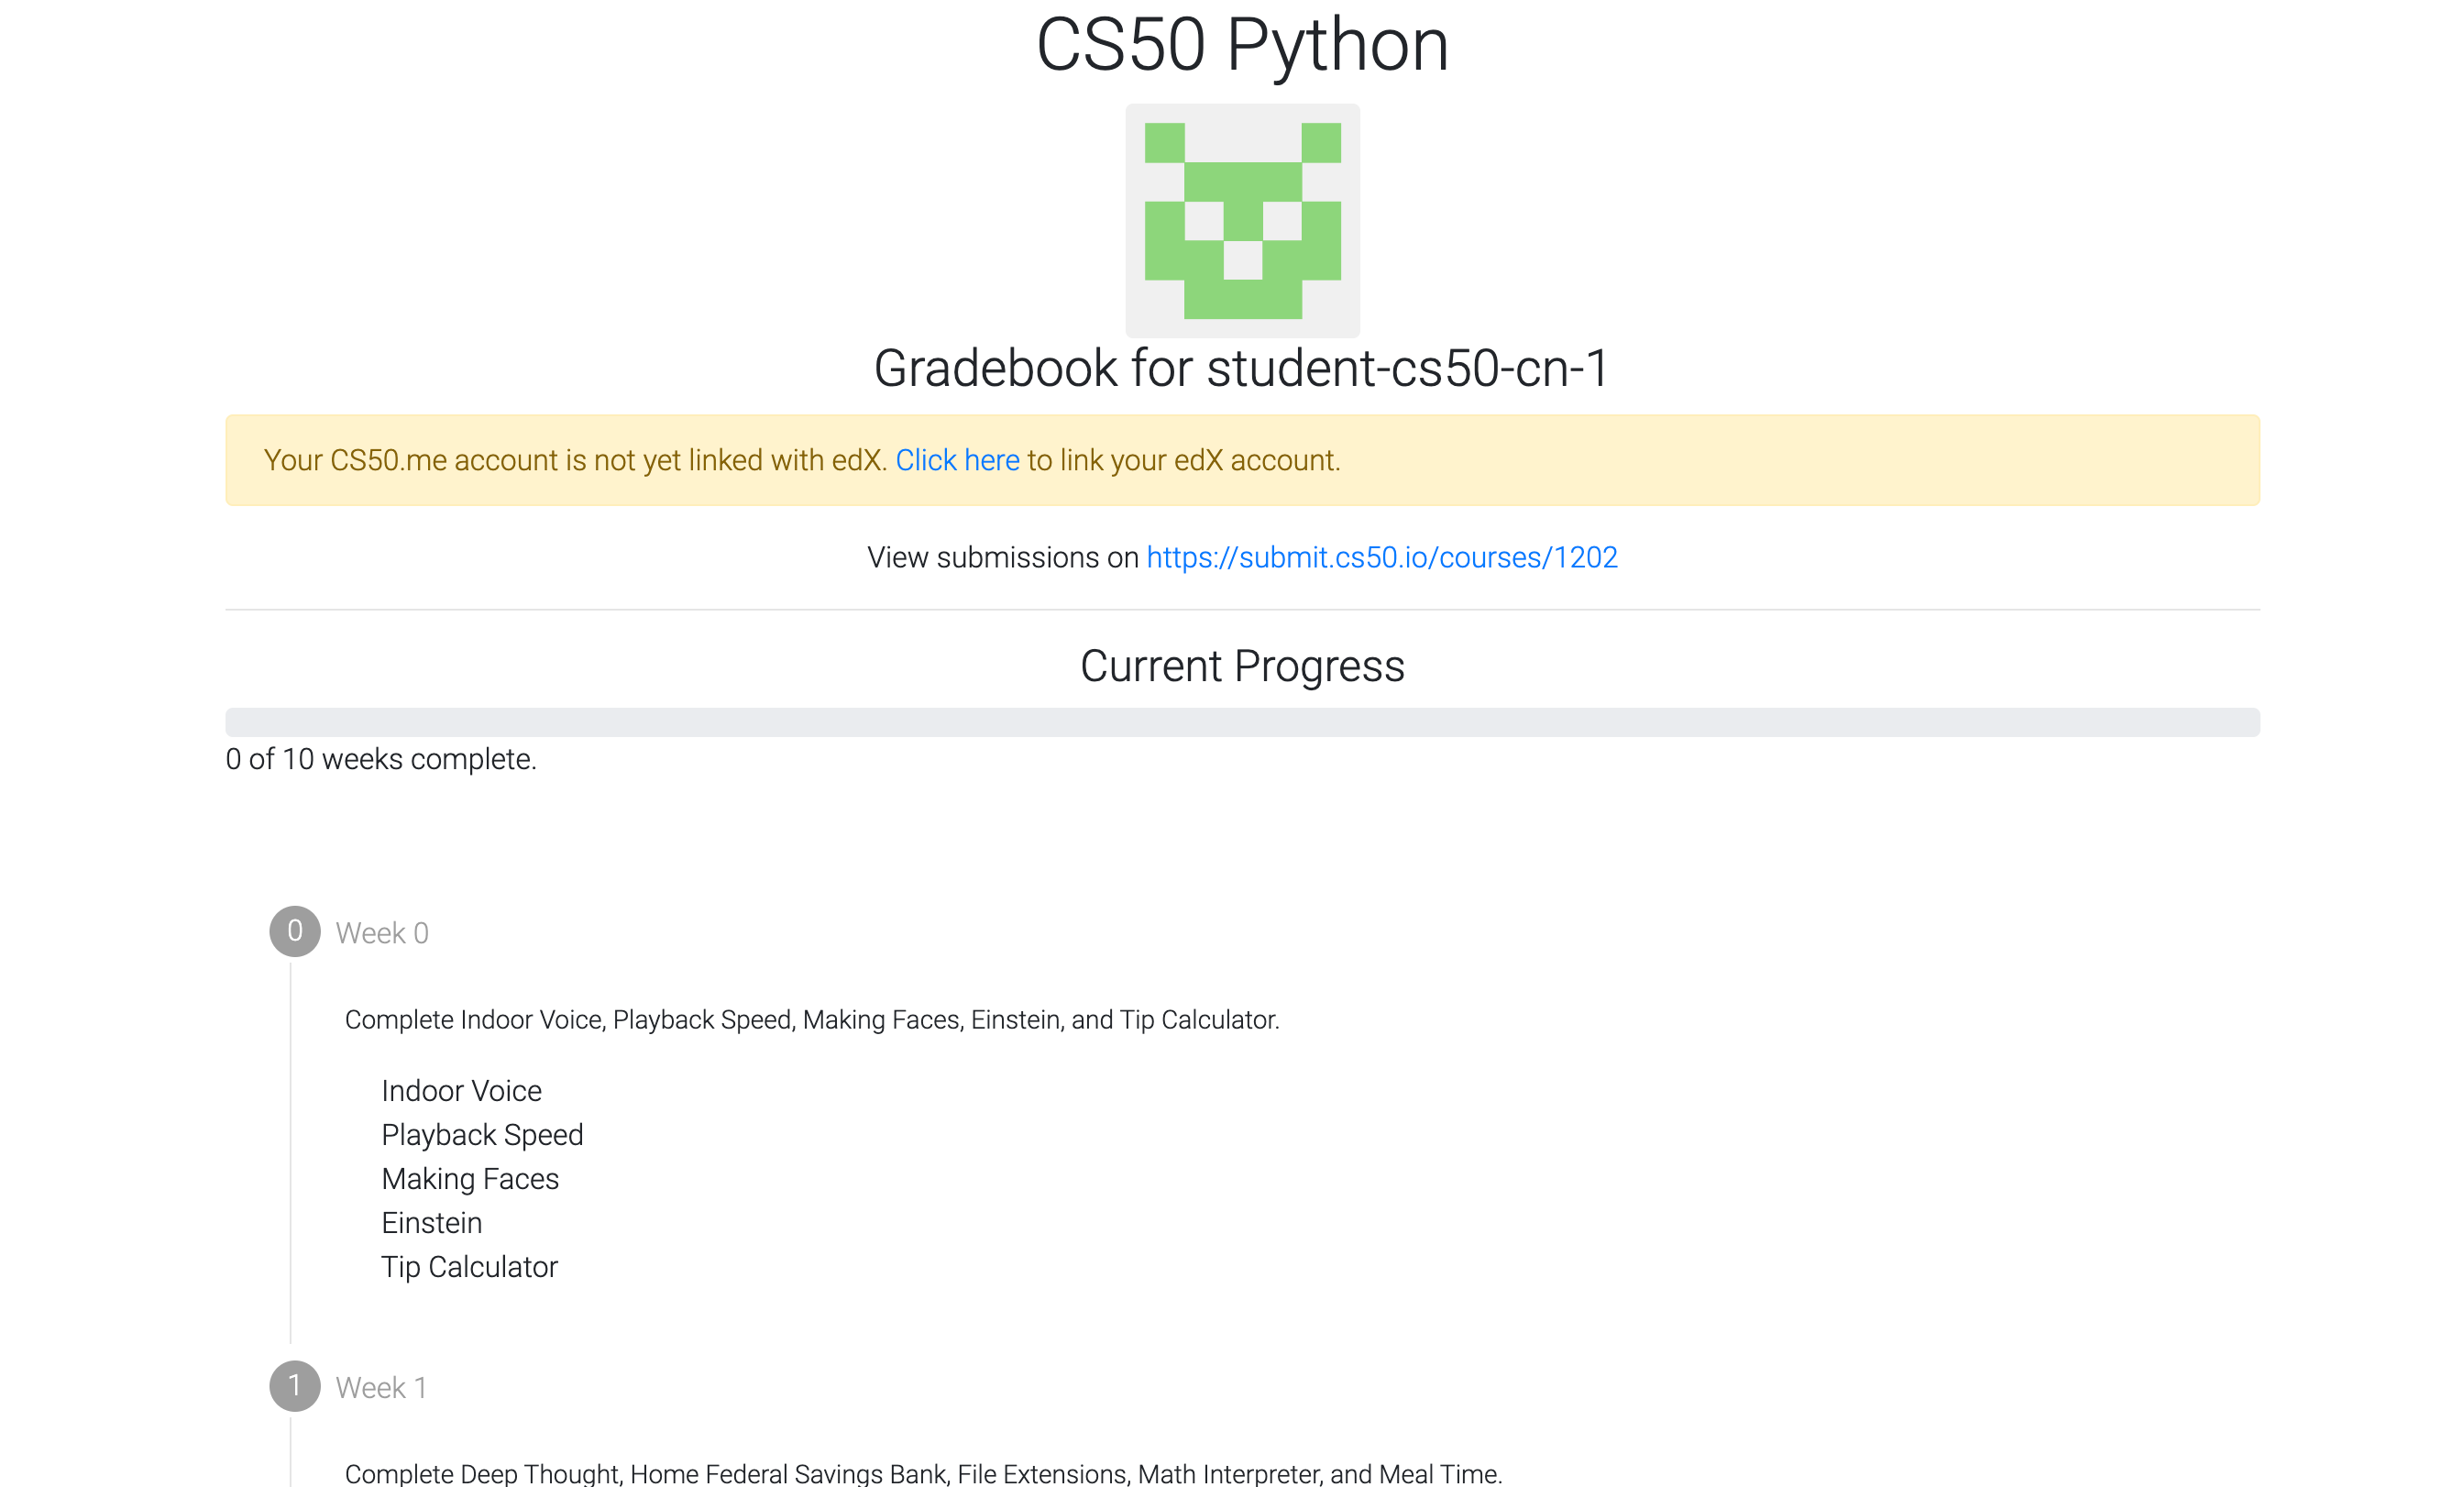 CS50 Python
Gradebook for student-cs50-cn-1
Your CS50.me account is not yet linked with edX. Click here to link your edX account.
View submissions on https://submit.cs50.io/courses/1202
Current Progress
0 of 10 weeks complete.
0 Week 0
Complete Indoor Voice, Playback Speed, Making Faces, Einstein, and Tip Calculator.
Indoor Voice
Playback Speed
Making Faces
Einstein
Tip Calculator
1 Week 1
Complete Deep Thought, Home Federal Savings Bank, File Extensions, Math Interpreter, and Meal Time.